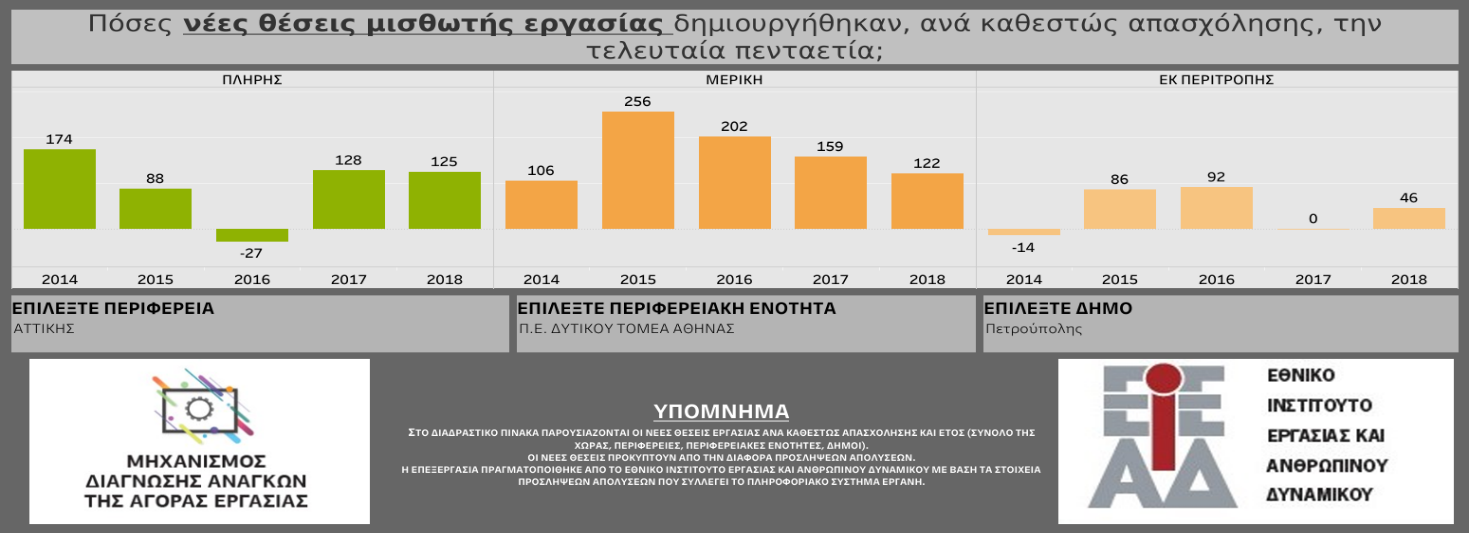 Πόσες νέες θέσεις μισθωτής εργασίας δημιουργήθηκαν, ανά καθεστώς απασχόλησης, την
τελευταία πενταετία;
ΠΛΗΡΗΣ
174
88
-27
128
125
2014 2015 2016 2017 2018
ΜΕΡΙΚΗ
106
256
202
159
122
2014 2015 2016 2017 2018
ΕΚ ΠΕΡΙΤΡΟΠΗΣ
-14
86
92
0
46
2014 2015 2016 2017 2018
ΕΠΙΛΕΞΤΕ ΠΕΡΙΦΕΡΕΙΑ
ΑΤΤΙΚΗΣ
ΕΠΙΛΕΞΤΕ ΠΕΡΙΦΕΡΕΙΑΚΗ ΕΝΟΤΗΤΑ
Π.Ε. ΔΥΤΙΚΟΥ ΤΟΜΕΑ ΑΘΗΝΑΣ
ΕΠΙΛΕΞΤΕ ΔΗΜΟ
Πετρούπολης
ΜΗΧΑΝΙΣΜΟΣ
ΔΙΑΓΝΩΣΗΣ ΑΝΑΓΚΩΝ
ΤΗΣ ΑΓΟΡΑΣ ΕΡΓΑΣΙΑΣ
ΥΠΟΜΝΗΜΑ
ΣΤΟ ΔΙΑΔΡΑΣΤΙΚΟ ΠΙΝΑΚΑ ΠΑΡΟΥΣΙΑΖΟΝΤΑΙ ΟΙ ΝΕΕΣ ΘΕΣΕΙΣ ΕΡΓΑΣΙΑΣ ΑΝΑ ΚΑΘΕΣΤΩΣ ΑΠΑΣΧΟΛΗΣΗΣ ΚΑΙ ΕΤΟΣ (ΣΥΝΟΛΟ ΤΗΣ
ΧΩΡΑΣ, ΠΕΡΙΦΕΡΕΙΕΣ, ΠΕΡΙΦΕΡΕΙΑΚΕΣ ΕΝΟΤΗΤΕΣ, ΔΗΜΟΙ).
ΟΙ ΝΕΕΣ ΘΕΣΕΙΣ ΠΡΟΚΥΠΤΟΥΝ ΑΠΟ ΤΗΝ ΔΙΑΦΟΡΑ ΠΡΟΣΛΗΨΕΩΝ ΑΠΟΛΥΣΕΩΝ.
Η ΕΠΕΞΕΡΓΑΣΙΑ ΠΡΑΓΜΑΤΟΠΟΙΗΘΗΚΕ ΑΠΟ ΤΟ ΕΘΝΙΚΟ ΙΝΣΤΙΤΟΥΤΟ ΕΡΓΑΣΙΑΣ ΚΑΙ ΑΝΘΡΩΠΙΝΟΥ ΔΥΝΑΜΙΚΟΥ ΜΕ ΒΑΣΗ ΤΑ ΣΤΟΙΧΕΙΑ
ΠΡΟΣΛΗΨΕΩΝ ΑΠΟΛΥΣΕΩΝ ΠΟΥ ΣΥΛΛΕΓΕΙ ΤΟ ΠΛΗΡΟΦΟΡΙΑΚΟ ΣΥΣΤΗΜΑ ΕΡΓΑΝΗ.
ΕΙΕ
ΑΔ
ΕΘΝΙΚΟ
ΙΝΣΤΙΤΟΥΤΟ
ΕΡΓΑΣΙΑΣ ΚΑΙ
ΑΝΘΡΩΠΙΝΟΥ
ΔΥΝΑΜΙΚΟΥ